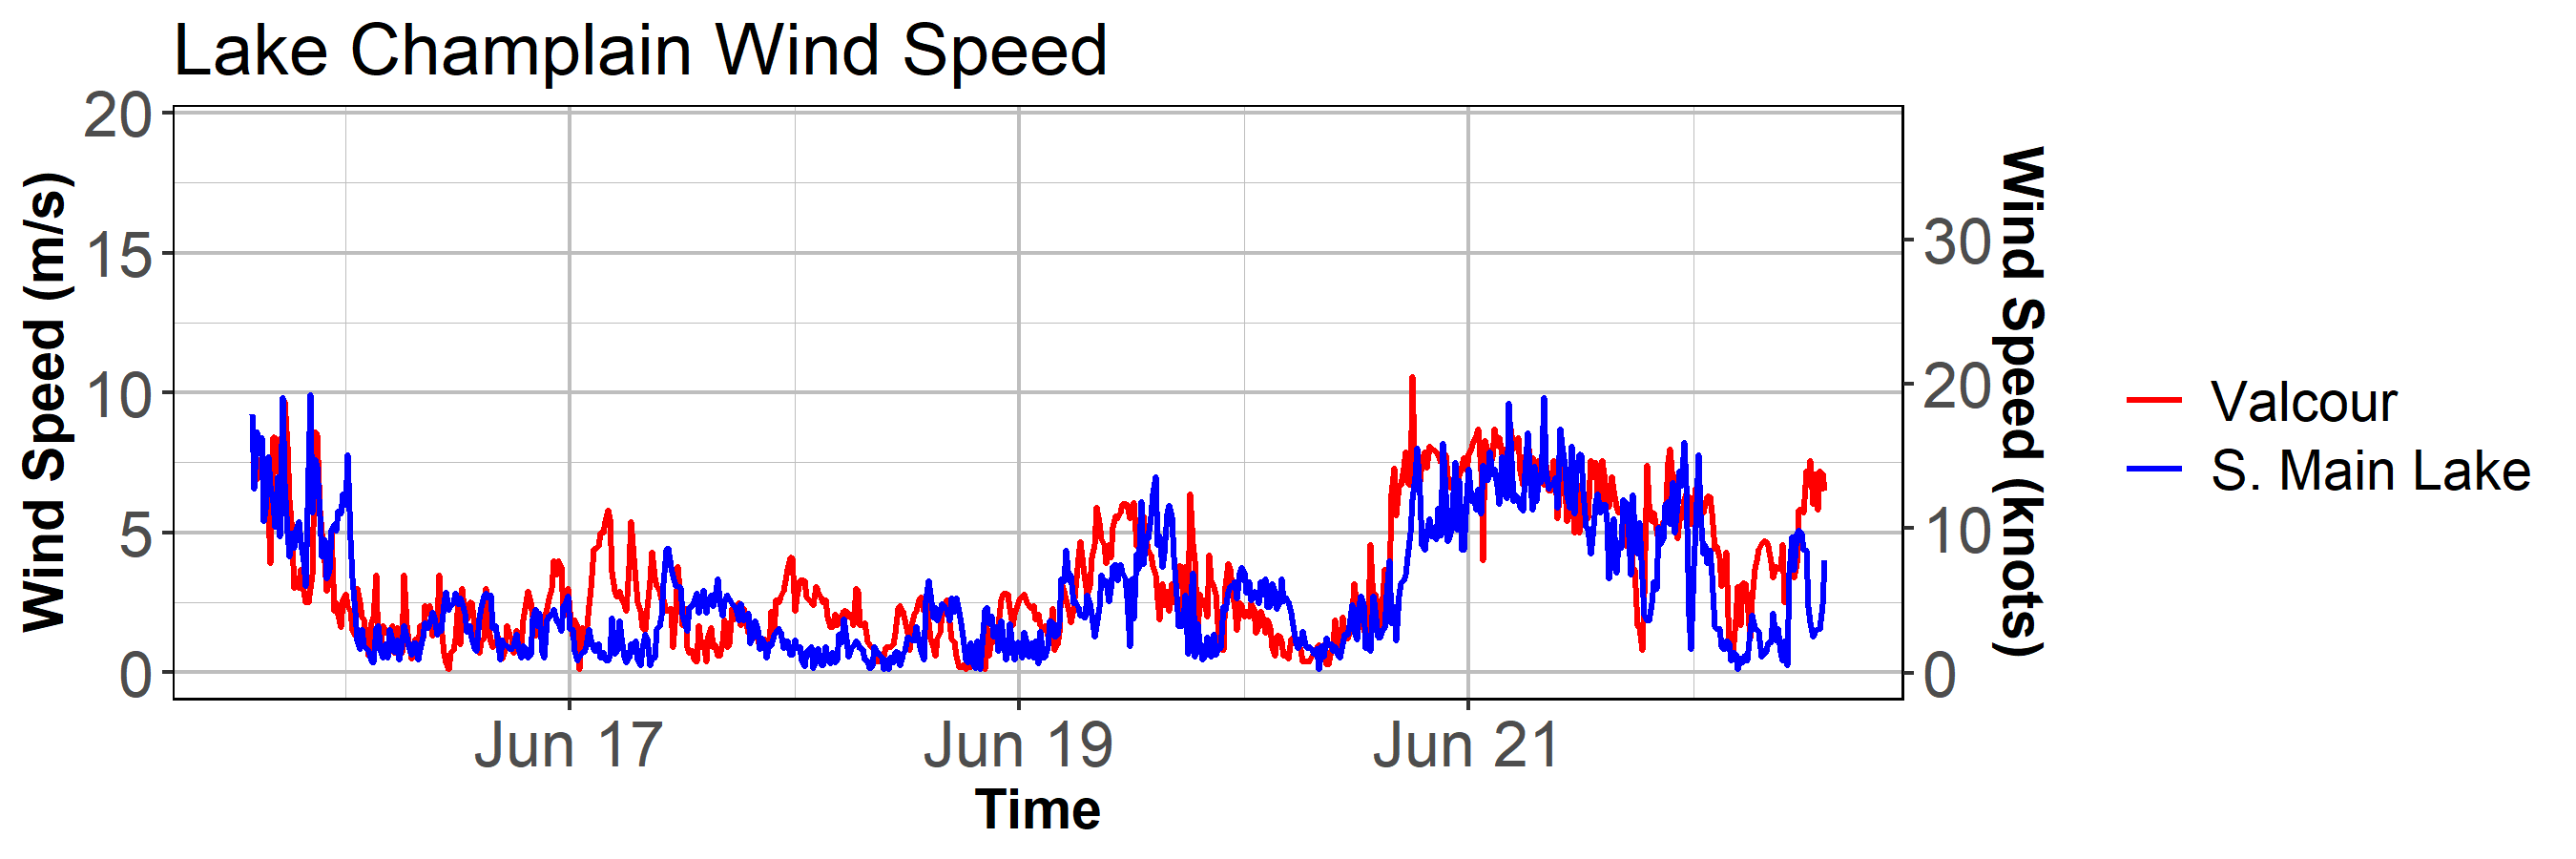 Lake Champlain Wind Speed
Wind Speed (m/s)
20
15
10
5
0
Wind Speed (knots)
30
20
10
0
Jun 17
Jun 19
Jun 21
Time
Valcour
S. Main Lake